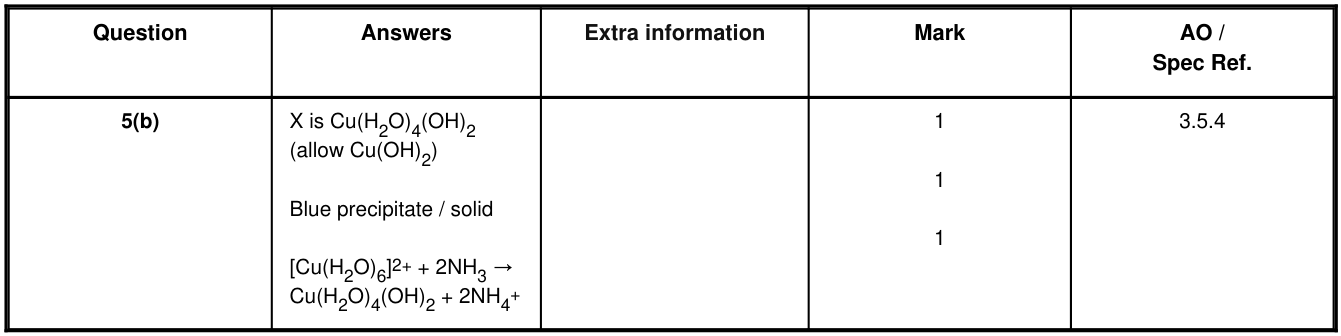 Question Answers Extra information Mark AO /
Spec Ref.
5(b) X is Cu(H₂O)₄(OH)₂ 1 3.5.4
(allow Cu(OH)₂)
1
Blue precipitate / solid
1
[Cu(H₂O)₆]²⁺ + 2NH₃ →
Cu(H₂O)₄(OH)₂ + 2NH₄⁺